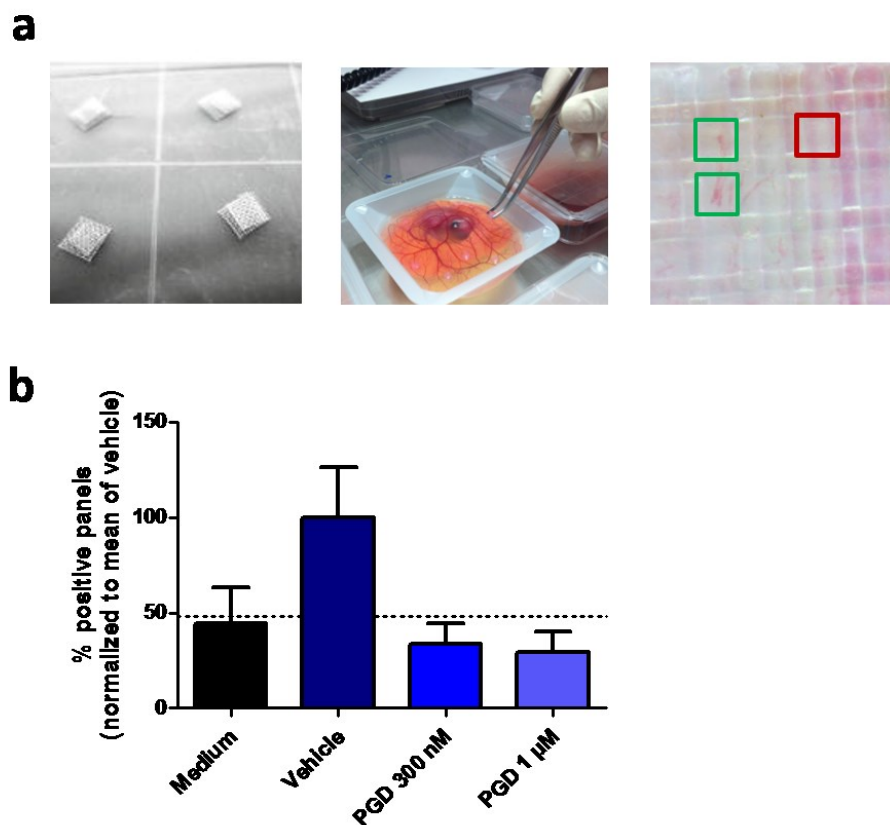 a
b
% positive panels
(normalized to mean of vehicle)
150
100
50
0
Medium
Vehicle
PGD 300 nM
PGD 1 µM